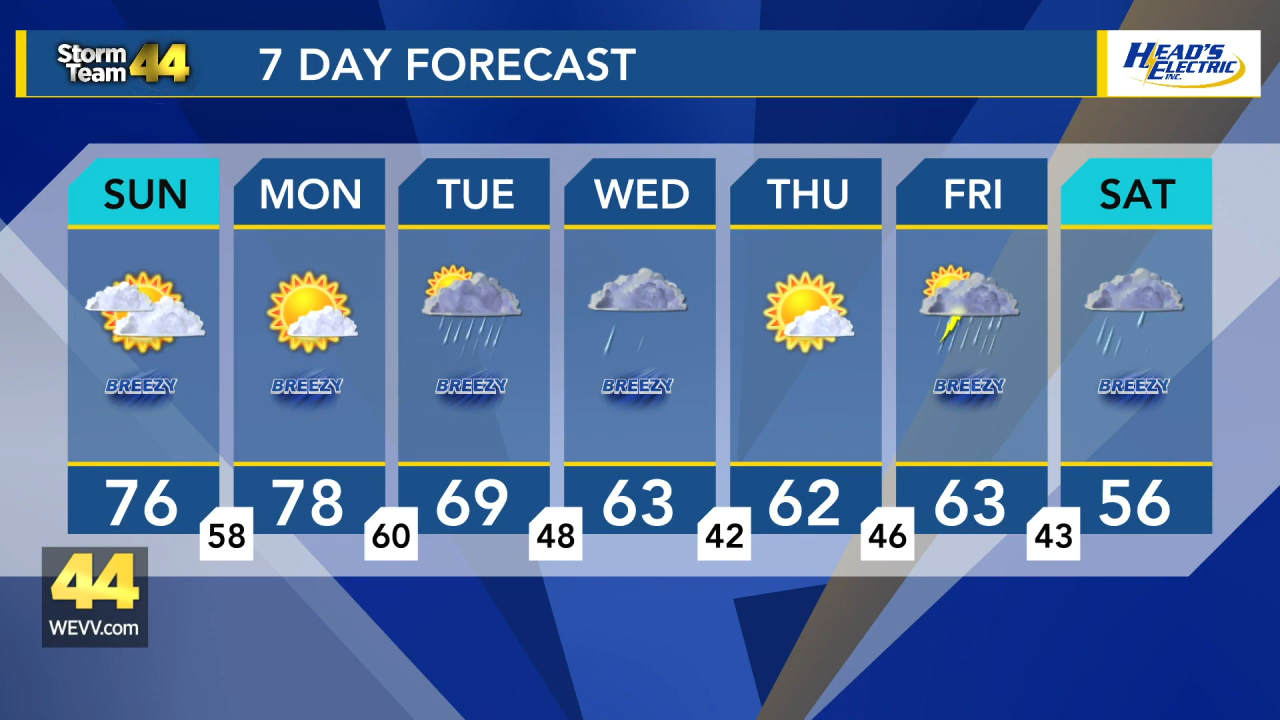 Storm
Team 44
7 DAY FORECAST
HEAD'S
ELECTRIC
INC.
SUN MON TUE WED THU FRI SAT
BREEZY BREEZY BREEZY BREEZY BREEZY BREEZY
76 78 69 63 62 63 56
58 60 48 42 46 43
44
WEVV.com